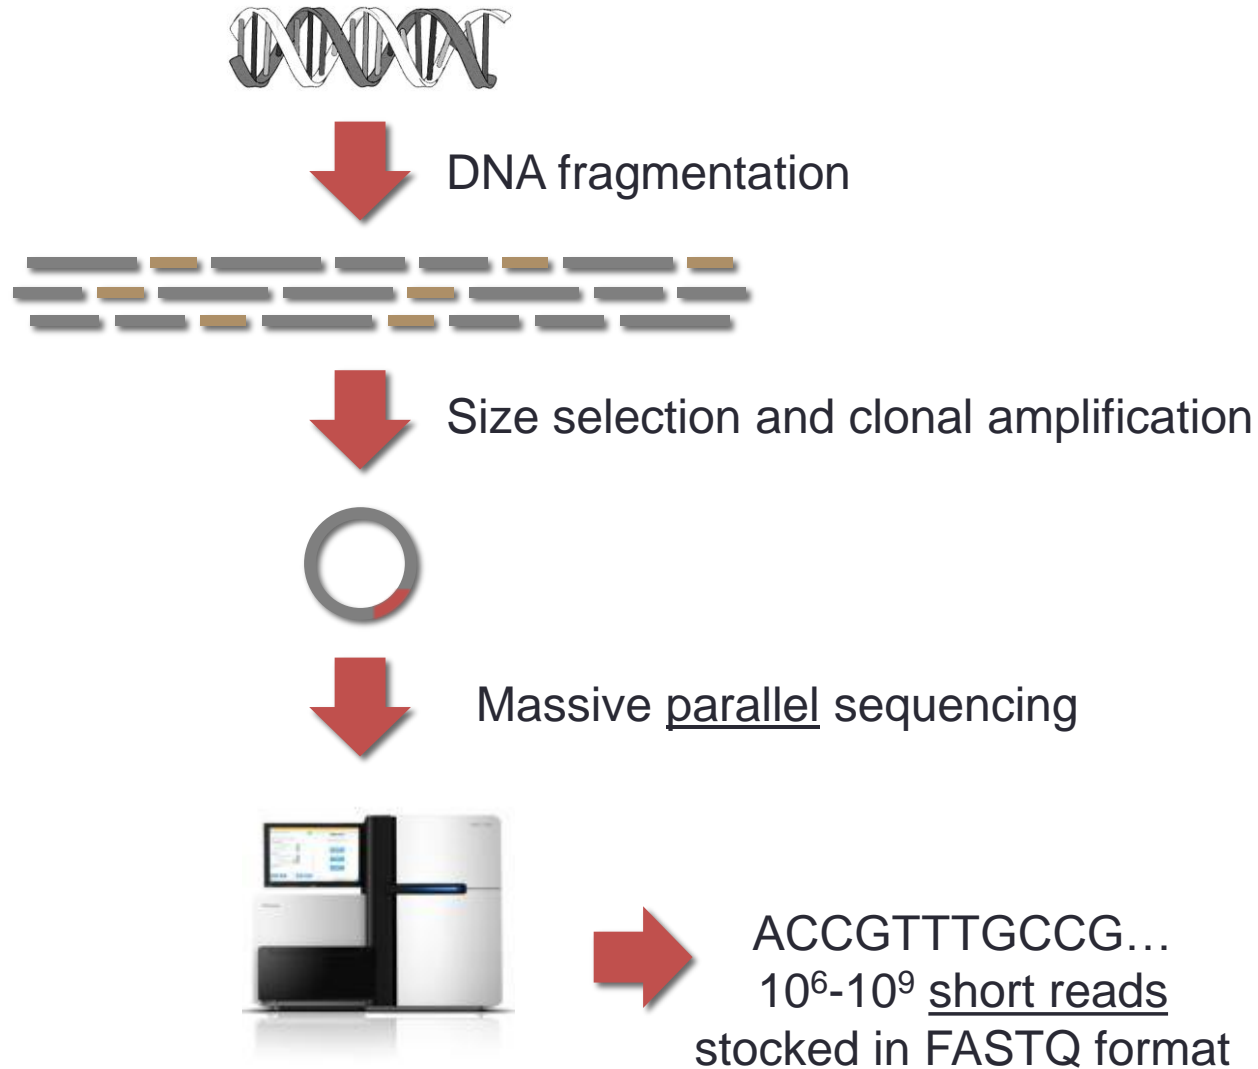 DNA fragmentation
Size selection and clonal amplification
Massive parallel sequencing
ACCGTTTGCCG…
10⁶-10⁹ short reads
stocked in FASTQ format